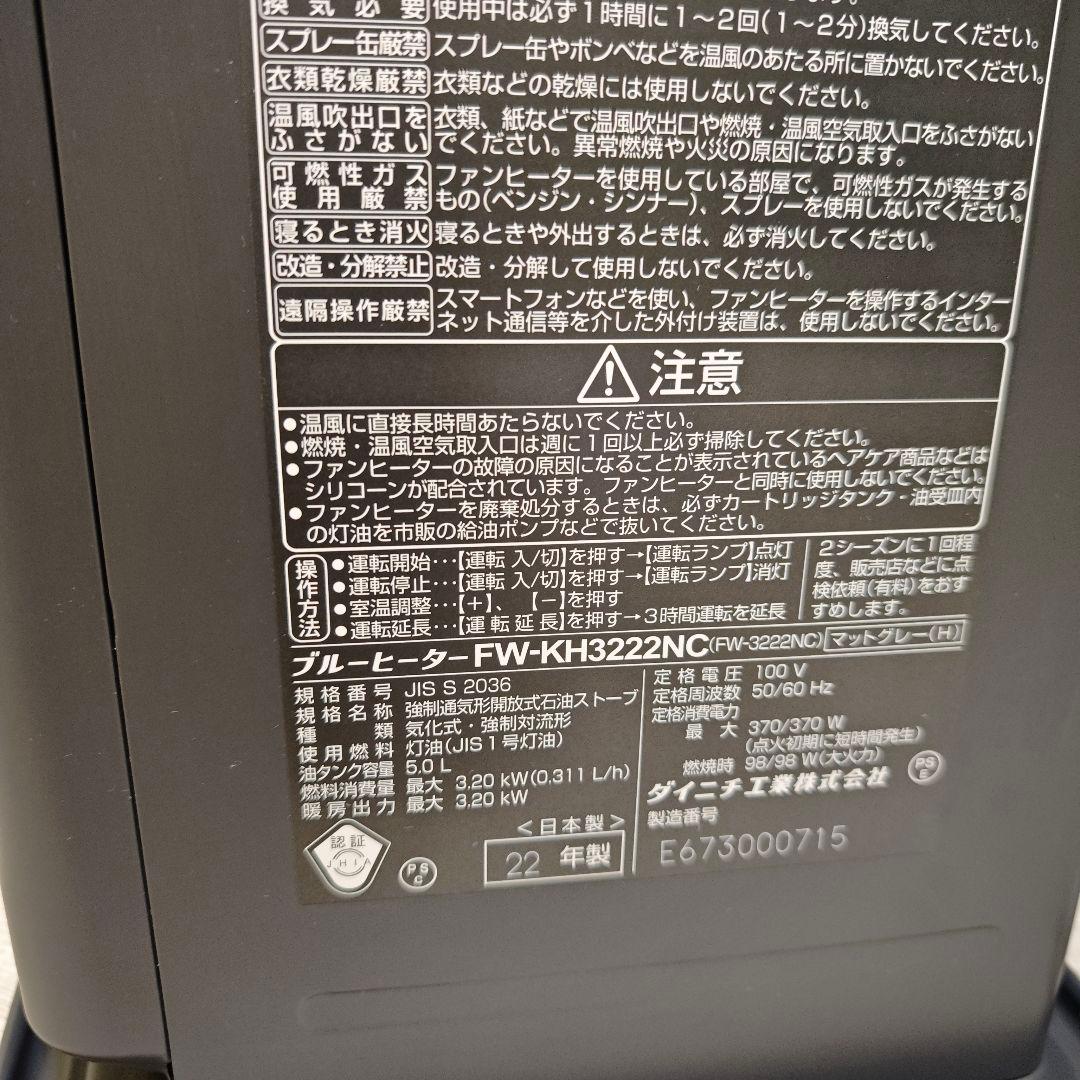 換気必要 使用中は必ず1時間に1〜2回(1〜2分)換気してください。
スプレー缶厳禁 スプレー缶やボンベなどを温風のあたる所に置かないでください。
衣類乾燥厳禁 衣類などの乾燥には使用しないでください。
温風吹出口を 衣類、紙などで温風吹出口や燃焼・温風空気取入口をふさがない
ふさがない でください。異常燃焼や火災の原因になります。
可燃性ガス ファンヒーターを使用している部屋で、可燃性ガスが発生する
使用厳禁 もの(ベンジン・シンナー)、スプレーを使用しないでください。
寝るとき消火 寝るときや外出するときは、必ず消火してください。
改造・分解禁止 改造・分解して使用しないでください。
遠隔操作厳禁 スマートフォンなどを使い、ファンヒーターを操作するインター
ネット通信等を介した外付け装置は、使用しないでください。
注意
●温風に直接長時間あたらないでください。
●燃焼・温風空気取入口は週に1回以上必ず掃除してください。
●ファンヒーターの故障の原因になることが表示されているヘアケア商品などは
シリコーンが配合されています。ファンヒーターと同時に使用しないでください。
●ファンヒーターを廃棄処分するときは、必ずカートリッジタンク・油受皿内
の灯油を市販の給油ポンプなどで抜いてください。
操作方法
●運転開始…【運転 入/切】を押す→【運転ランプ】点灯
●運転停止…【運転 入/切】を押す→【運転ランプ】消灯
●室温調整…【+】、【−】を押す
●運転延長…【運転延長】を押す→3時間運転を延長
2シーズンに1回程
度、販売店などに点
検依頼(有料)をおす
すめします。
ブルーヒーター FW-KH3222NC(FW-3222NC) マットグレー(H)
規格番号 JIS S 2036
規格名称 強制通気形開放式石油ストーブ
種類 気化式・強制対流形
使用燃料 灯油(JIS1号灯油)
油タンク容量 5.0 L
燃料消費量 最大 3.20 kW(0.311 L/h)
暖房出力 最大 3.20 kW
<日本製>
認証
JHIA
PSC
22 年製
定格電圧 100 V
定格周波数 50/60 Hz
定格消費電力
最大 370/370 W
(点火初期に短時間発生)
燃焼時 98/98 W(大火力)
ダイニチ工業株式会社
PSE
製造番号
E673000715